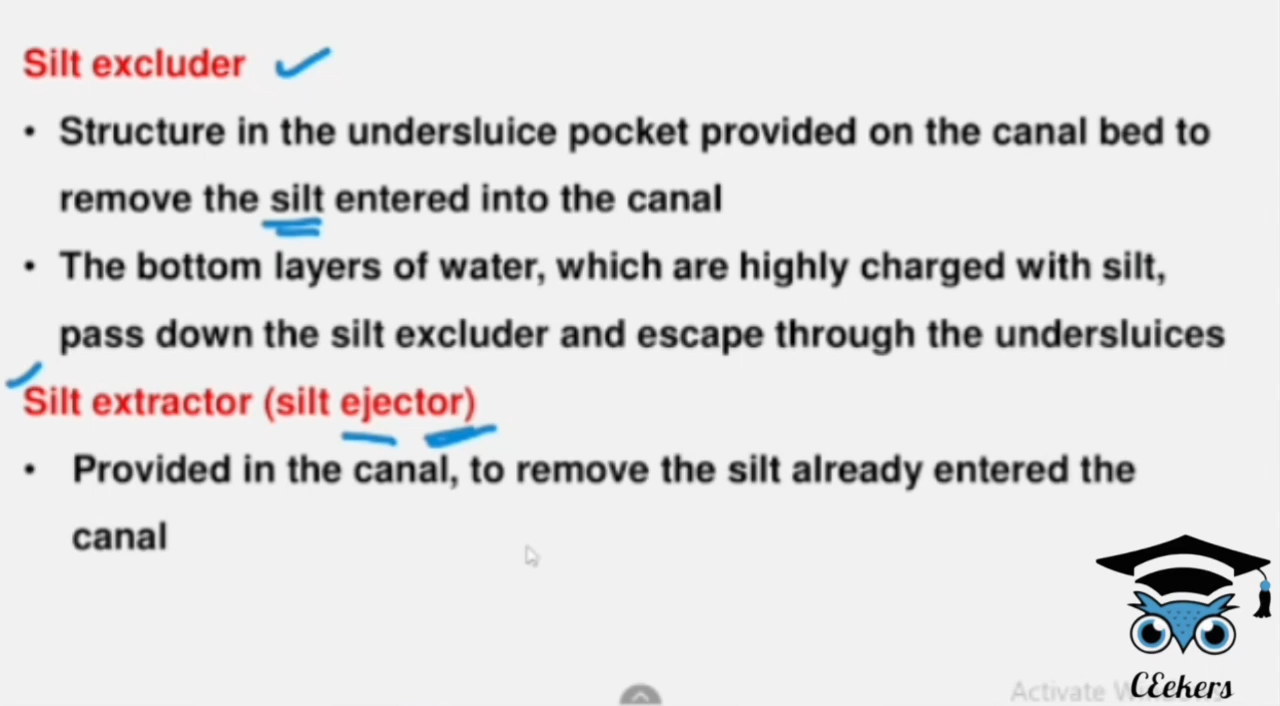 Silt excluder
• Structure in the undersluice pocket provided on the canal bed to
remove the silt entered into the canal
• The bottom layers of water, which are highly charged with silt,
pass down the silt excluder and escape through the undersluices
Silt extractor (silt ejector)
• Provided in the canal, to remove the silt already entered the
canal
CEekers
Activate